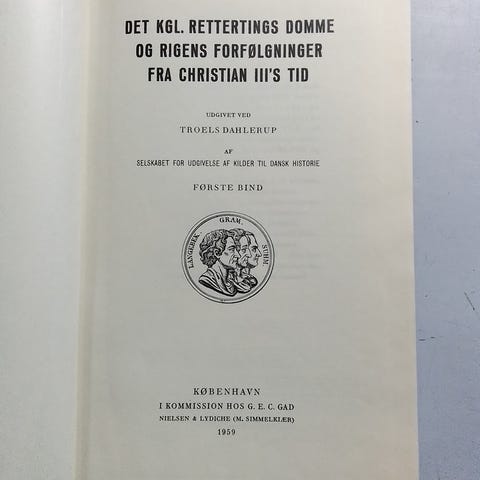 DET KGL. RETTERTINGS DOMME
OG RIGENS FORFØLGNINGER
FRA CHRISTIAN III'S TID
UDGIVET VED
TROELS DAHLERUP
AF
SELSKABET FOR UDGIVELSE AF KILDER TIL DANSK HISTORIE
FØRSTE BIND
LANGEBEK. GRAM. SUHM.
KØBENHAVN
I KOMMISSION HOS G. E. C. GAD
NIELSEN & LYDICHE (M. SIMMELKIÆR)
1959